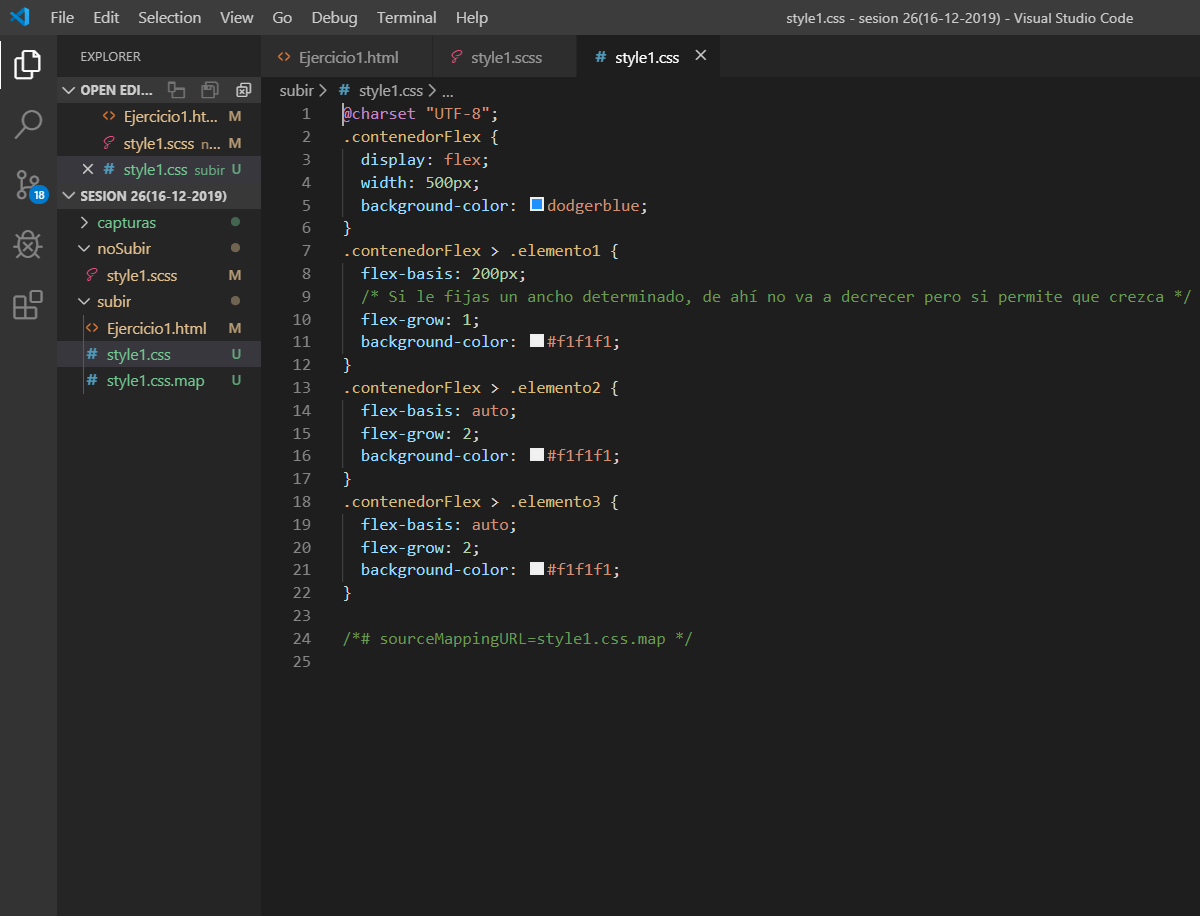 File Edit Selection View Go Debug Terminal Help
style1.css - sesion 26(16-12-2019) - Visual Studio Code
EXPLORER
OPEN EDI...
Ejercicio1.ht... M
style1.scss n... M
style1.css subir U
SESION 26(16-12-2019)
capturas
noSubir
style1.scss M
subir
Ejercicio1.html M
style1.css U
style1.css.map U
18
Ejercicio1.html style1.scss # style1.css
subir > # style1.css > ...
1 @charset "UTF-8";
2 .contenedorFlex {
3 display: flex;
4 width: 500px;
5 background-color: dodgerblue;
6 }
7 .contenedorFlex > .elemento1 {
8 flex-basis: 200px;
9 /* Si le fijas un ancho determinado, de ahí no va a decrecer pero si permite que crezca */
10 flex-grow: 1;
11 background-color: #f1f1f1;
12 }
13 .contenedorFlex > .elemento2 {
14 flex-basis: auto;
15 flex-grow: 2;
16 background-color: #f1f1f1;
17 }
18 .contenedorFlex > .elemento3 {
19 flex-basis: auto;
20 flex-grow: 2;
21 background-color: #f1f1f1;
22 }
23
24 /*# sourceMappingURL=style1.css.map */
25